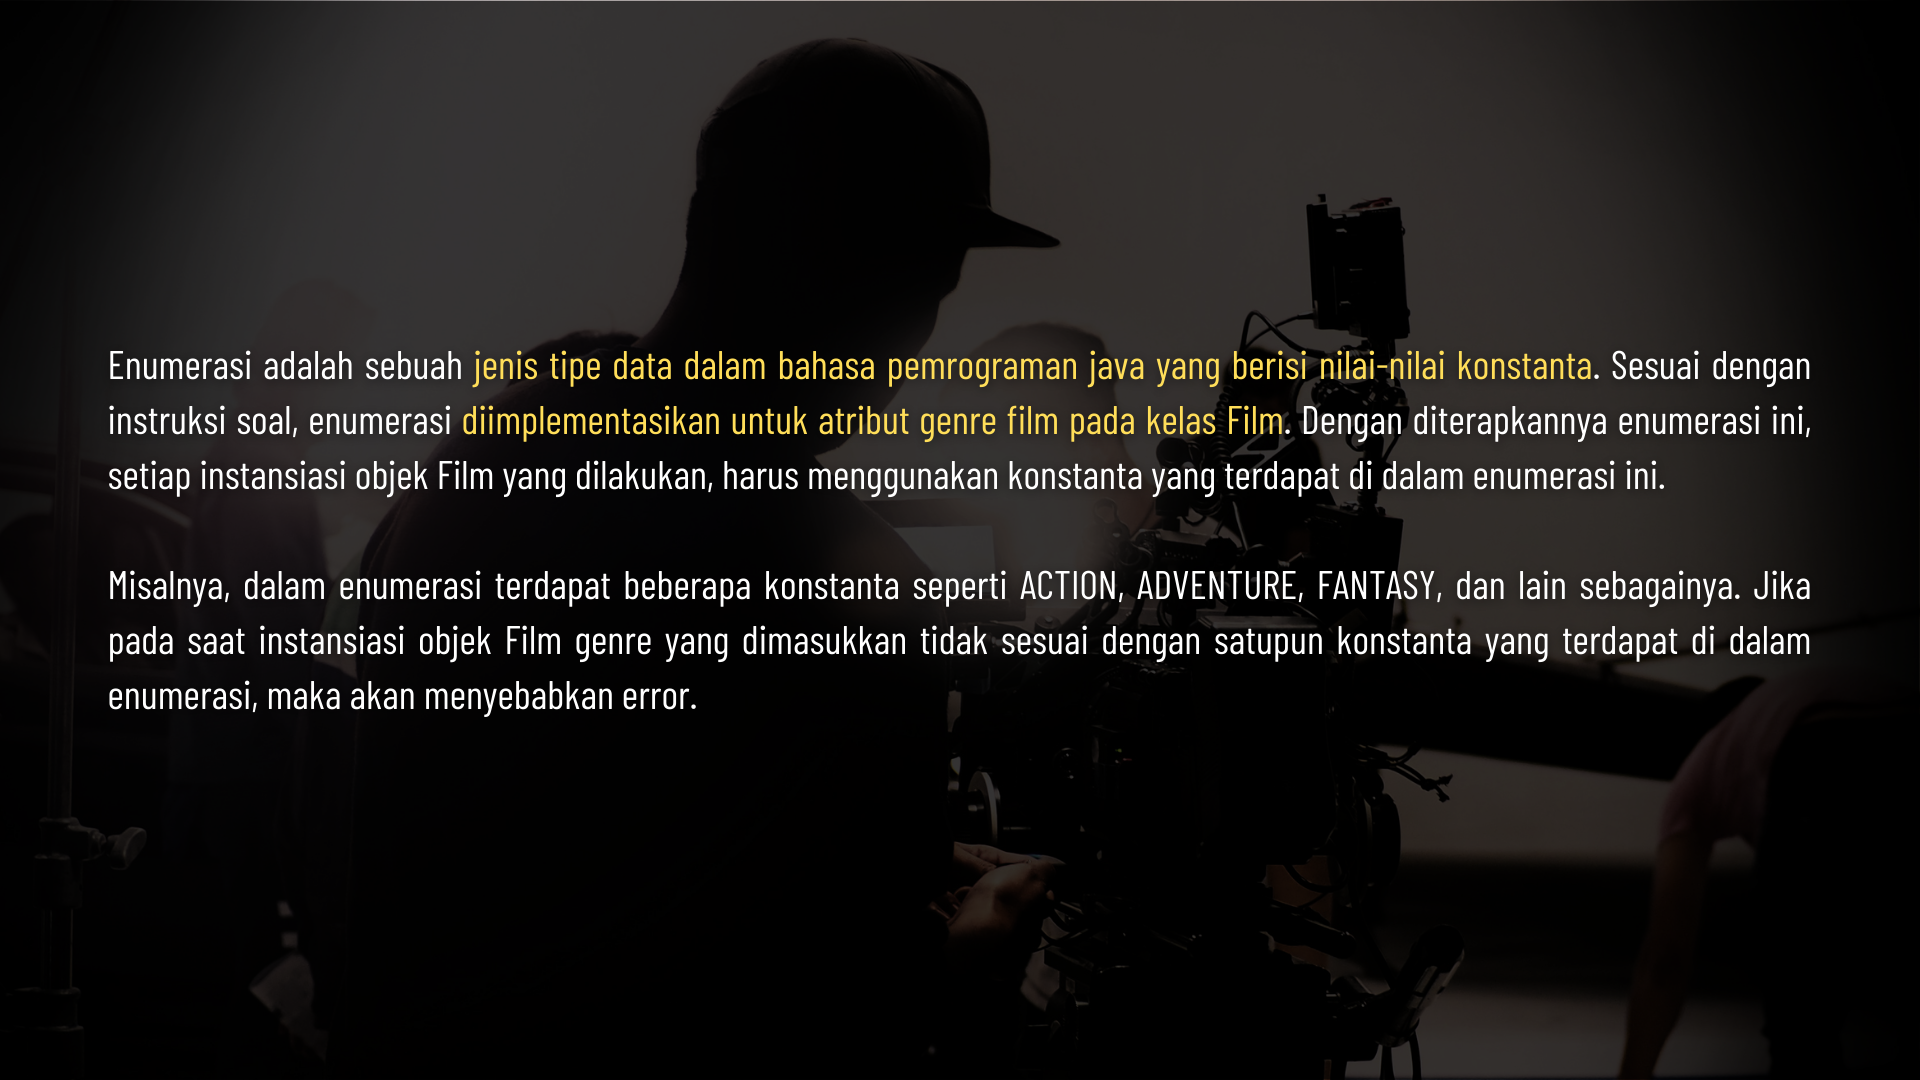 Enumerasi adalah sebuah jenis tipe data dalam bahasa pemrograman java yang berisi nilai-nilai konstanta. Sesuai dengan
instruksi soal, enumerasi diimplementasikan untuk atribut genre film pada kelas Film. Dengan diterapkannya enumerasi ini,
setiap instansiasi objek Film yang dilakukan, harus menggunakan konstanta yang terdapat di dalam enumerasi ini.
Misalnya, dalam enumerasi terdapat beberapa konstanta seperti ACTION, ADVENTURE, FANTASY, dan lain sebagainya. Jika
pada saat instansiasi objek Film genre yang dimasukkan tidak sesuai dengan satupun konstanta yang terdapat di dalam
enumerasi, maka akan menyebabkan error.